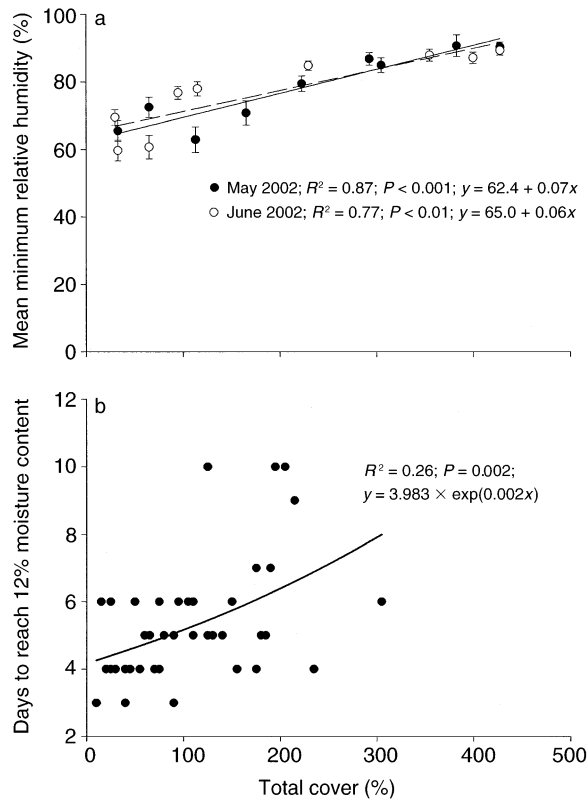 a
100
80
60
40
20
0
Mean minimum relative humidity (%)
May 2002; R² = 0.87; P < 0.001; y = 62.4 + 0.07x
June 2002; R² = 0.77; P < 0.01; y = 65.0 + 0.06x
b
12
10
8
6
4
2
Days to reach 12% moisture content
R² = 0.26; P = 0.002;
y = 3.983 × exp(0.002x)
0 100 200 300 400 500
Total cover (%)